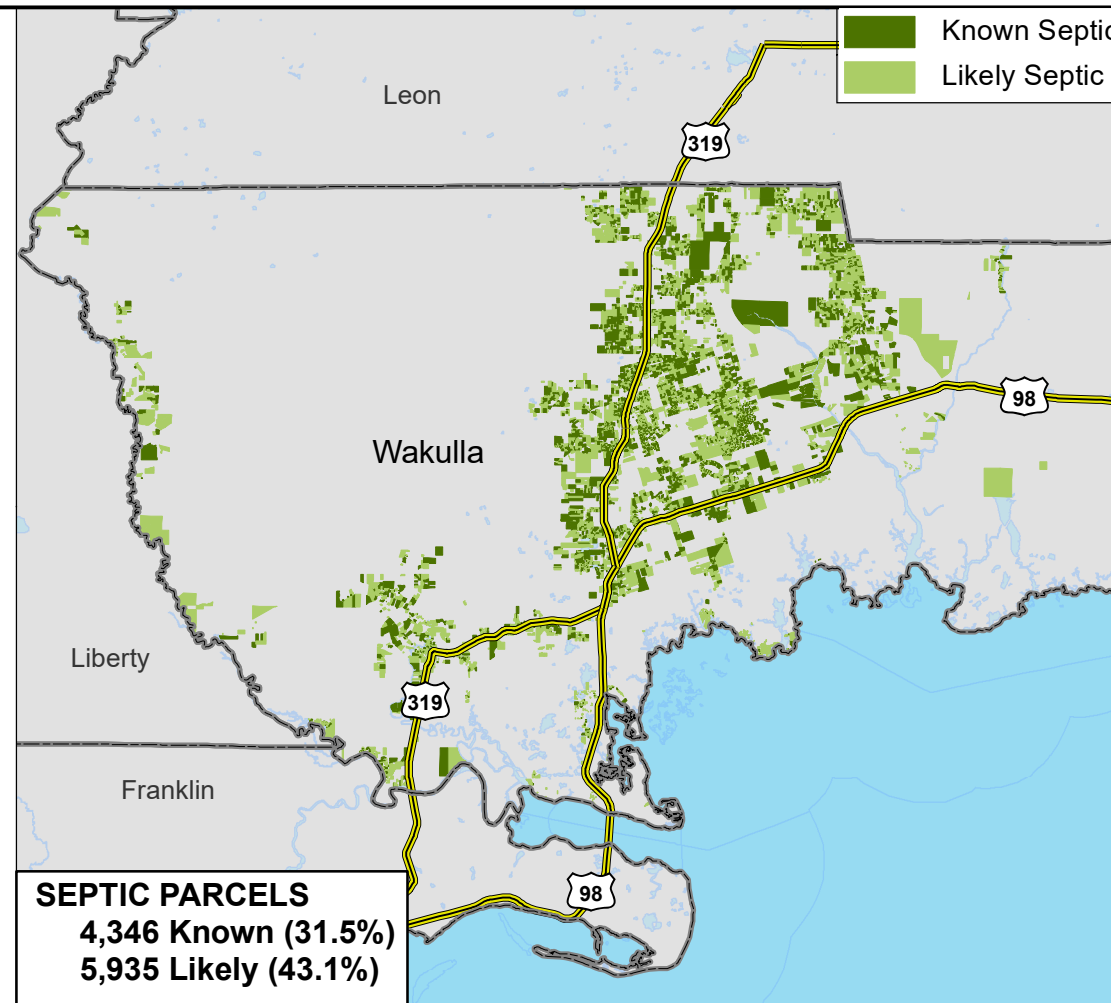 Known Septic
Likely Septic
Leon
319
98
Wakulla
Liberty
319
Franklin
98
SEPTIC PARCELS
4,346 Known (31.5%)
5,935 Likely (43.1%)